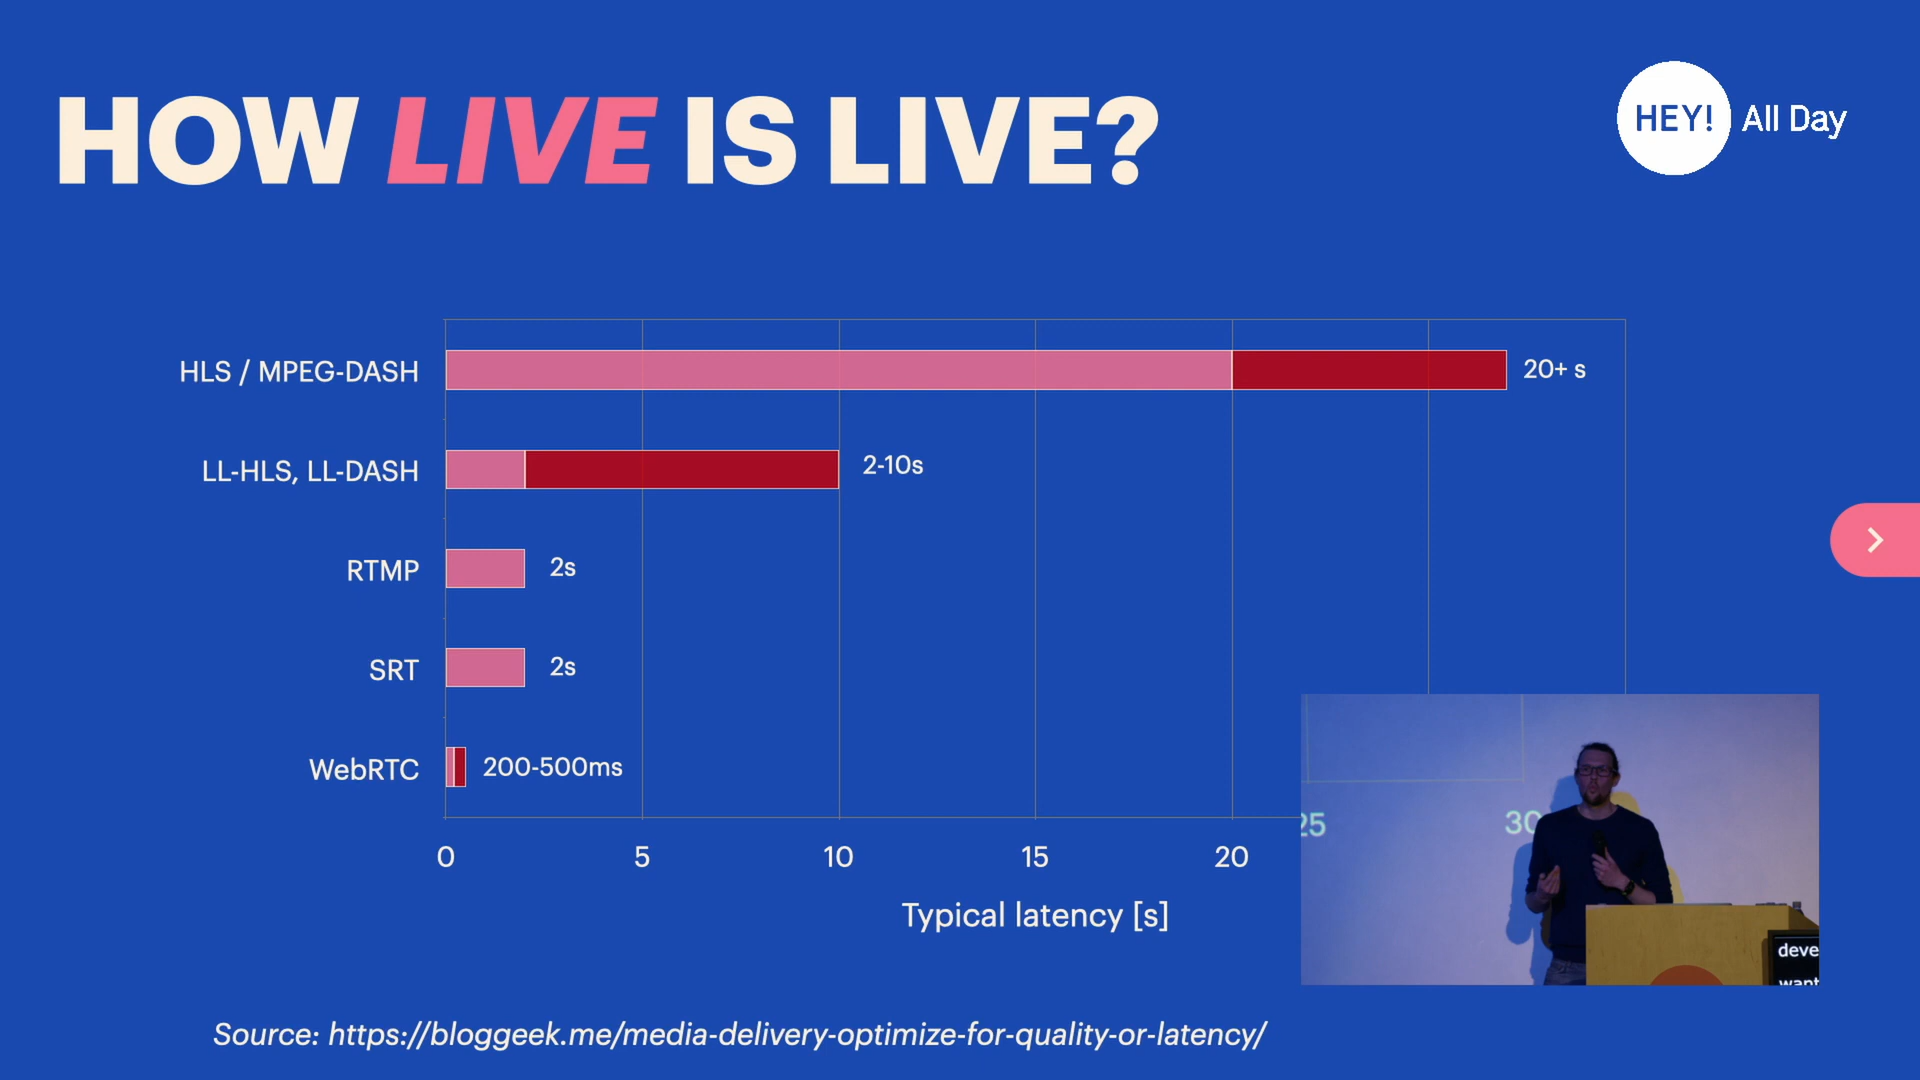 HOW LIVE IS LIVE?
HEY! All Day
HLS / MPEG-DASH
20+ s
LL-HLS, LL-DASH
2-10s
RTMP
2s
SRT
2s
WebRTC
200-500ms
0 5 10 15 20
25 30
Typical latency [s]
deve
want
Source: https://bloggeek.me/media-delivery-optimize-for-quality-or-latency/